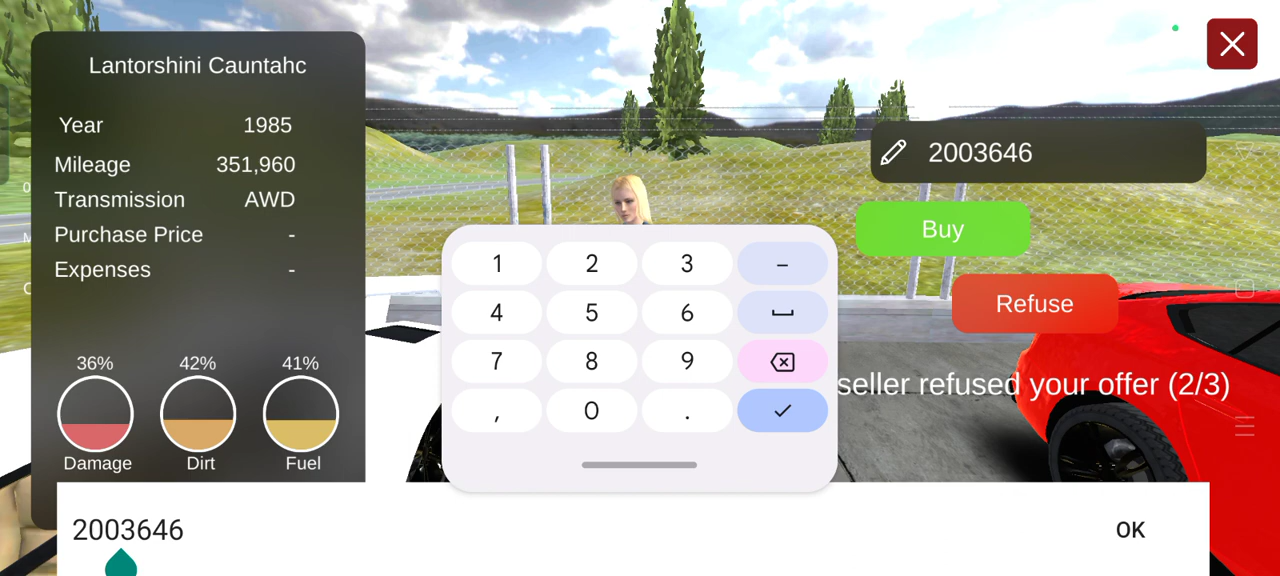 Lantorshini Cauntahc
Year 1985
Mileage 351,960
Transmission AWD
Purchase Price -
Expenses -
36% 42% 41%
Damage Dirt Fuel
2003646
Buy
Refuse
seller refused your offer (2/3)
1 2 3 –
4 5 6
7 8 9
, 0 .
2003646
OK